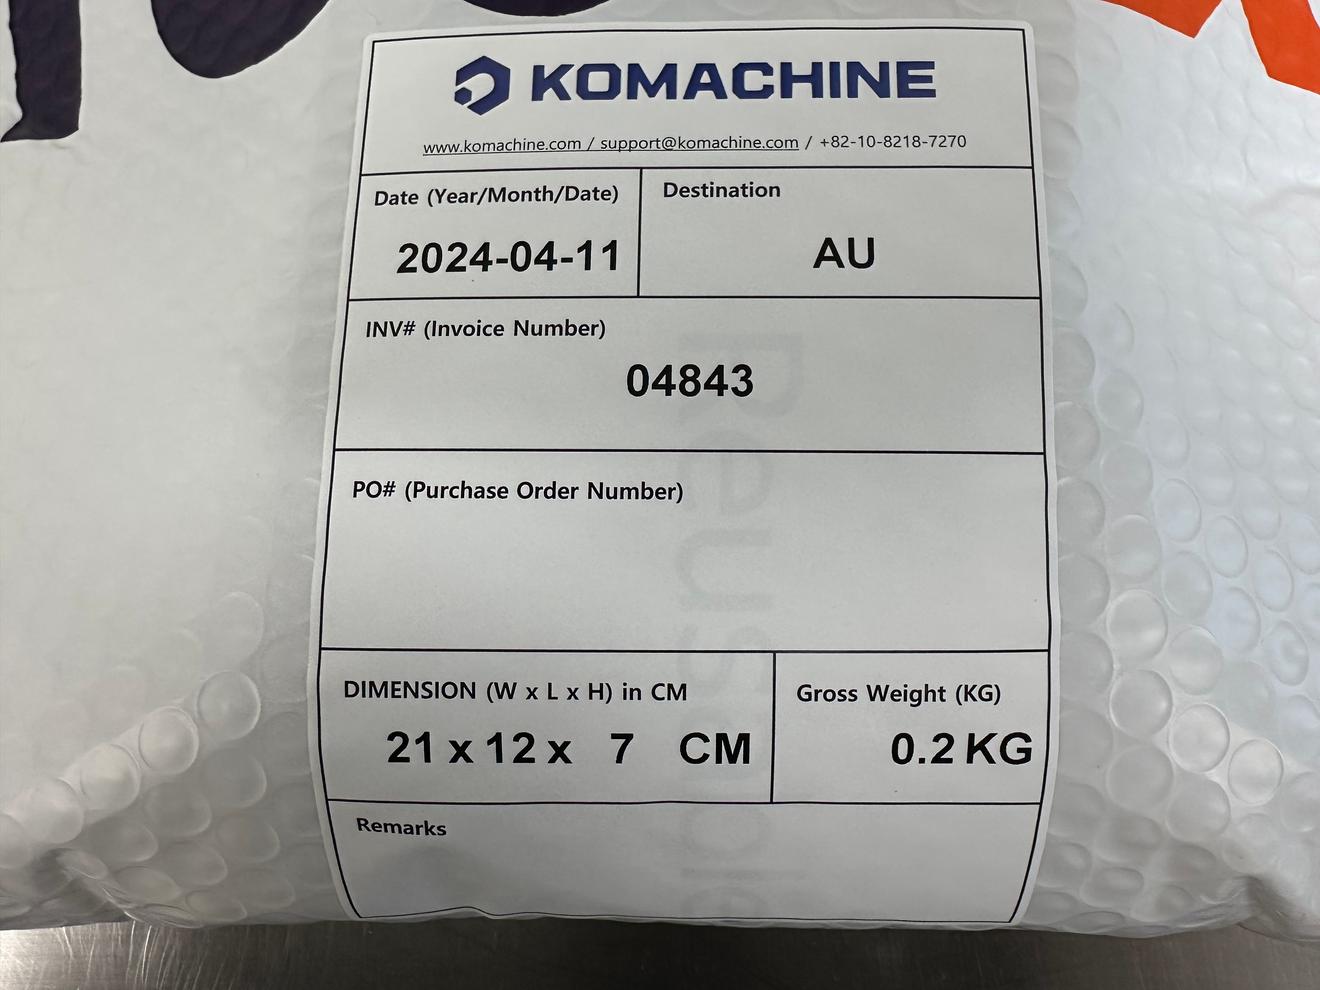 KOMACHINE
www.komachine.com / support@komachine.com / +82-10-8218-7270
Date (Year/Month/Date)
2024-04-11
Destination
AU
INV# (Invoice Number)
04843
PO# (Purchase Order Number)
DIMENSION (W x L x H) in CM
21 x 12 x 7 CM
Gross Weight (KG)
0.2 KG
Remarks
Reusable